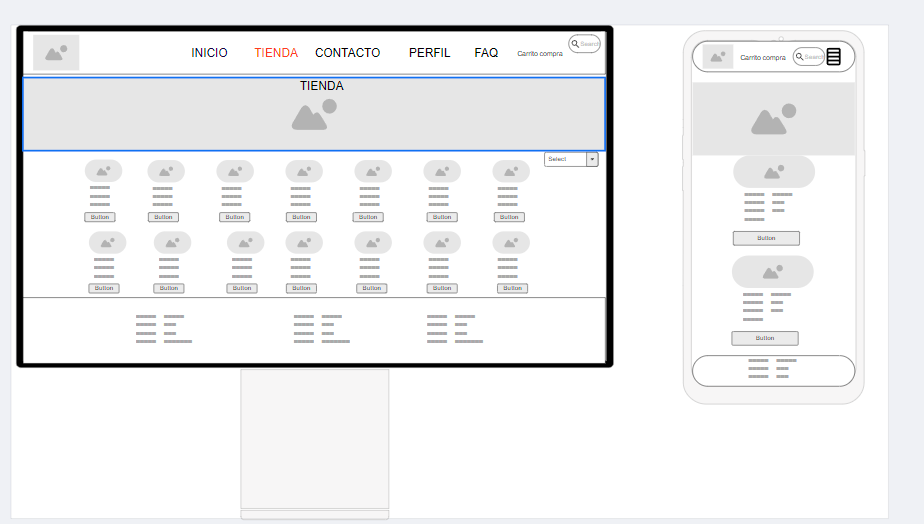 INICIO TIENDA CONTACTO PERFIL FAQ Carrito compra Search
TIENDA
Select
Button Button Button Button Button Button Button
Button Button Button Button Button Button Button
Carrito compra Search
Button
Button